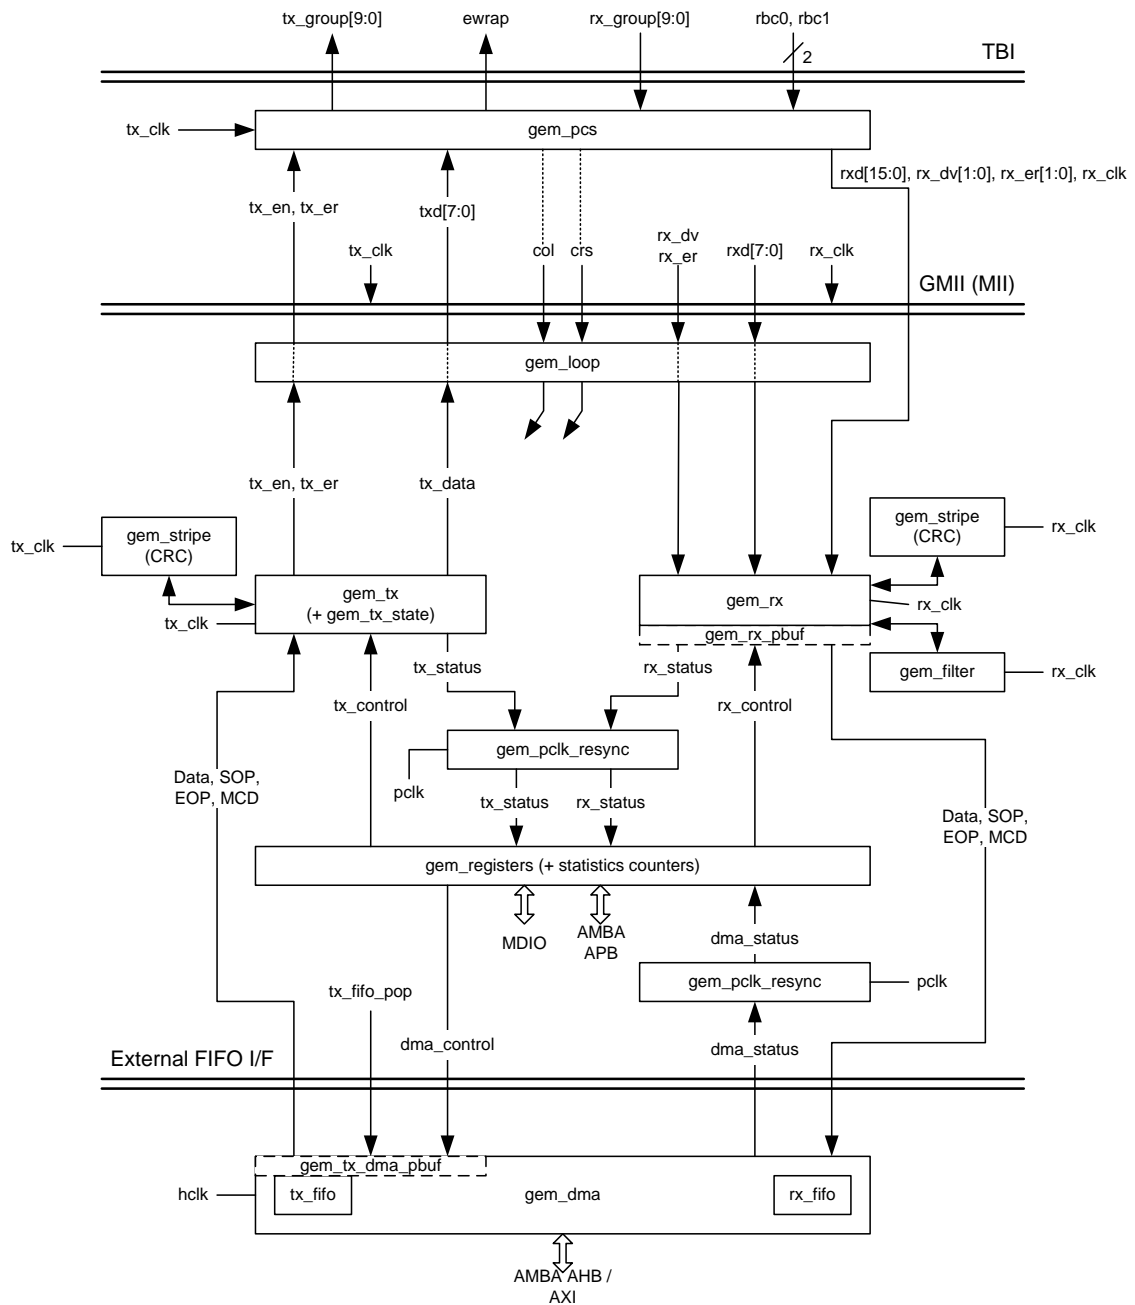 tx_group[9:0]
ewrap
rx_group[9:0]
rbc0, rbc1
2
TBI
tx_clk
gem_pcs
rxd[15:0], rx_dv[1:0], rx_er[1:0], rx_clk
tx_en, tx_er
txd[7:0]
tx_clk
col
crs
rx_dv
rx_er
rxd[7:0]
rx_clk
GMII (MII)
gem_loop
tx_en, tx_er
tx_data
gem_stripe
(CRC)
tx_clk
gem_stripe
(CRC)
rx_clk
gem_tx
(+ gem_tx_state)
tx_clk
gem_rx
rx_clk
gem_rx_pbuf
gem_filter
rx_clk
tx_status
rx_status
tx_control
rx_control
gem_pclk_resync
pclk
Data, SOP,
EOP, MCD
tx_status
rx_status
Data, SOP,
EOP, MCD
gem_registers (+ statistics counters)
MDIO
AMBA
APB
dma_status
gem_pclk_resync
pclk
tx_fifo_pop
dma_control
dma_status
External FIFO I/F
gem_tx_dma_pbuf
hclk
tx_fifo
gem_dma
rx_fifo
AMBA AHB /
AXI